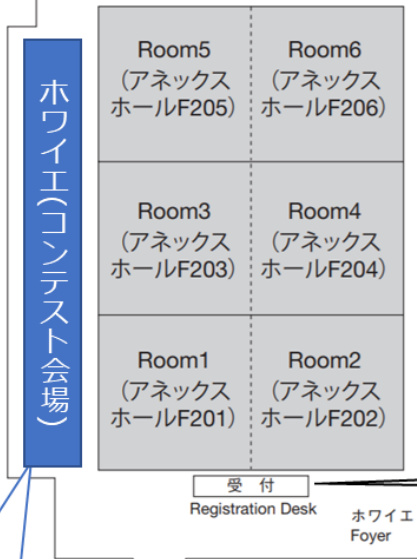 Room5
(アネックス
ホールF205)
Room6
(アネックス
ホールF206)
ホワイエ(コンテスト会場)
Room3
(アネックス
ホールF203)
Room4
(アネックス
ホールF204)
Room1
(アネックス
ホールF201)
Room2
(アネックス
ホールF202)
受 付
Registration Desk
ホワイエ
Foyer